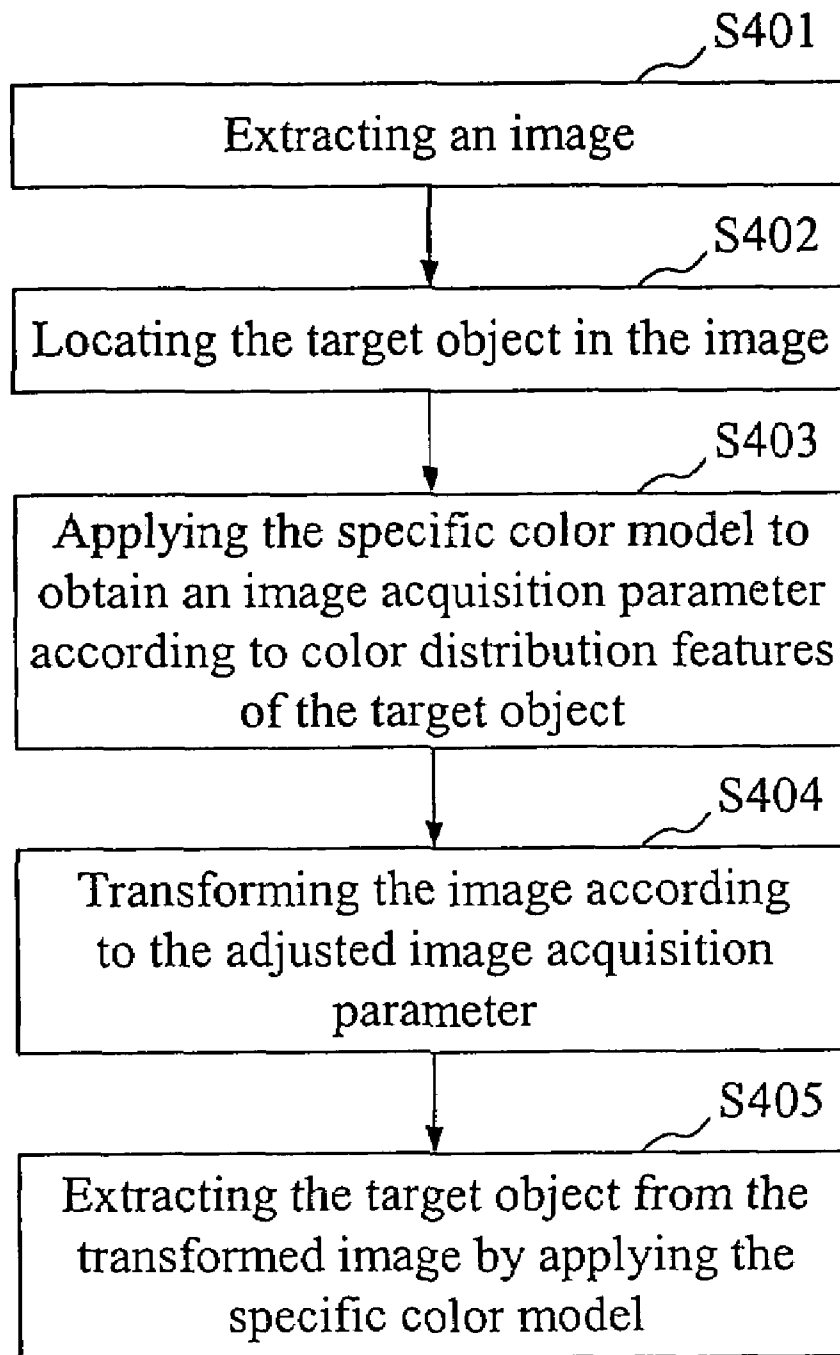 S401
Extracting an image
S402
Locating the target object in the image
S403
Applying the specific color model to
obtain an image acquisition parameter
according to color distribution features
of the target object
S404
Transforming the image according
to the adjusted image acquisition
parameter
S405
Extracting the target object from the
transformed image by applying the
specific color model